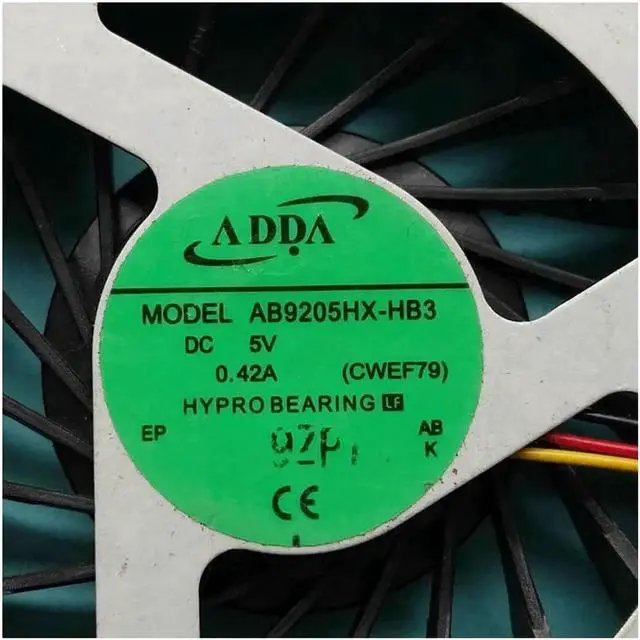 ADDA
MODEL AB9205HX-HB3
DC 5V
0.42A (CWEF79)
HYPRO BEARING LF
EP AB
K
CE